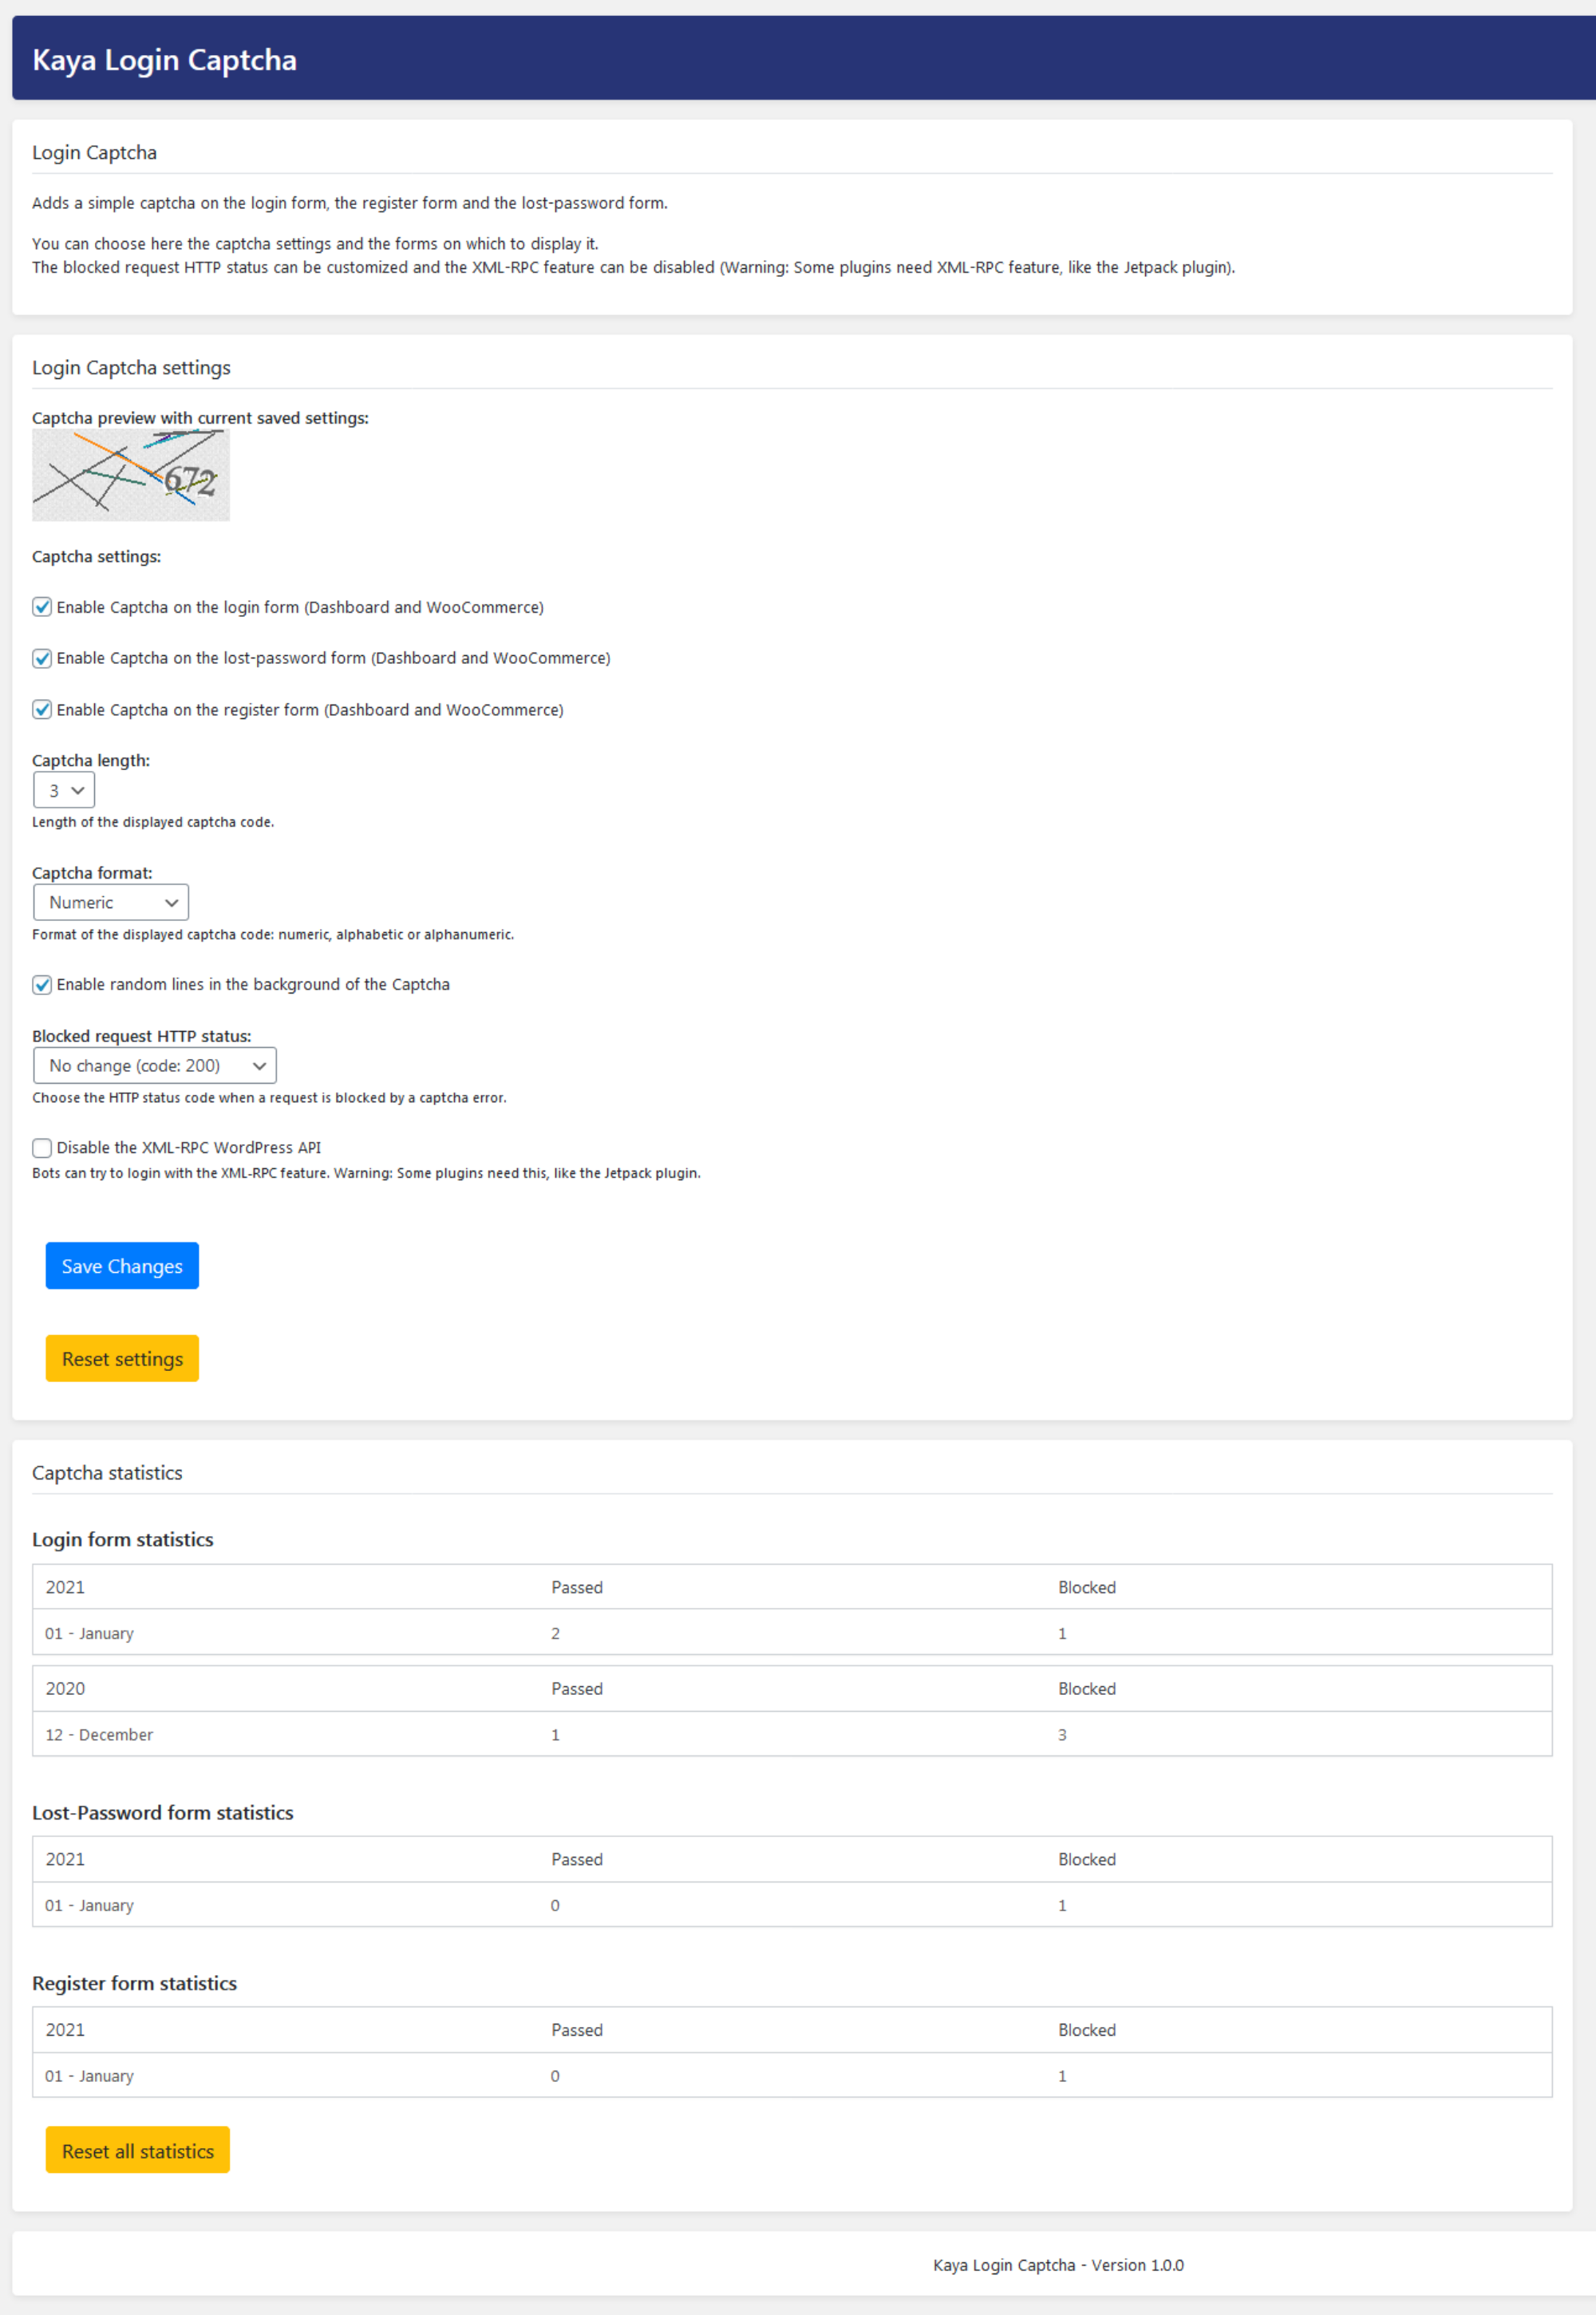 Kaya Login Captcha
Login Captcha
Adds a simple captcha on the login form, the register form and the lost-password form.
You can choose here the captcha settings and the forms on which to display it.
The blocked request HTTP status can be customized and the XML-RPC feature can be disabled (Warning: Some plugins need XML-RPC feature, like the Jetpack plugin).
Login Captcha settings
Captcha preview with current saved settings:
672
Captcha settings:
Enable Captcha on the login form (Dashboard and WooCommerce)
Enable Captcha on the lost-password form (Dashboard and WooCommerce)
Enable Captcha on the register form (Dashboard and WooCommerce)
Captcha length:
3
Length of the displayed captcha code.
Captcha format:
Numeric
Format of the displayed captcha code: numeric, alphabetic or alphanumeric.
Enable random lines in the background of the Captcha
Blocked request HTTP status:
No change (code: 200)
Choose the HTTP status code when a request is blocked by a captcha error.
Disable the XML-RPC WordPress API
Bots can try to login with the XML-RPC feature. Warning: Some plugins need this, like the Jetpack plugin.
Save Changes
Reset settings
Captcha statistics
Login form statistics
2021 Passed Blocked
01 - January 2 1
2020 Passed Blocked
12 - December 1 3
Lost-Password form statistics
2021 Passed Blocked
01 - January 0 1
Register form statistics
2021 Passed Blocked
01 - January 0 1
Reset all statistics
Kaya Login Captcha - Version 1.0.0